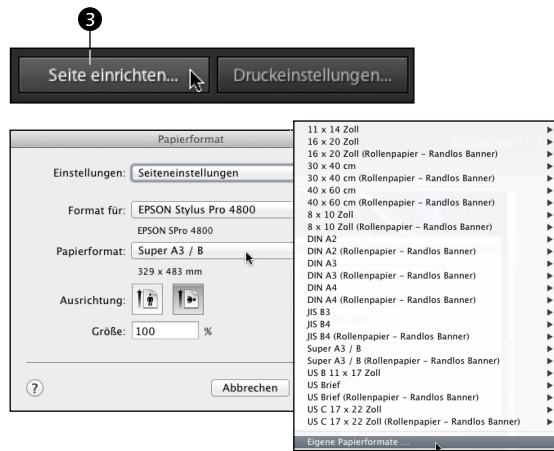 3
Seite einrichten... Druckeinstellungen...
Papierformat
Einstellungen: Seiteneinstellungen
Format für: EPSON Stylus Pro 4800
EPSON SPro 4800
Papierformat: Super A3 / B
329 x 483 mm
Ausrichtung:
Größe: 100 %
? Abbrechen
11 x 14 Zoll
16 x 20 Zoll
16 x 20 Zoll (Rollenpapier – Randlos Banner)
30 x 40 cm
30 x 40 cm (Rollenpapier – Randlos Banner)
40 x 60 cm
40 x 60 cm (Rollenpapier – Randlos Banner)
8 x 10 Zoll
8 x 10 Zoll (Rollenpapier – Randlos Banner)
DIN A2
DIN A2 (Rollenpapier – Randlos Banner)
DIN A3
DIN A3 (Rollenpapier – Randlos Banner)
DIN A4
DIN A4 (Rollenpapier – Randlos Banner)
JIS B3
JIS B4
JIS B4 (Rollenpapier – Randlos Banner)
Super A3 / B
Super A3 / B (Rollenpapier – Randlos Banner)
US B 11 x 17 Zoll
US Brief
US Brief (Rollenpapier – Randlos Banner)
US C 17 x 22 Zoll
US C 17 x 22 Zoll (Rollenpapier – Randlos Banner)
Eigene Papierformate ...